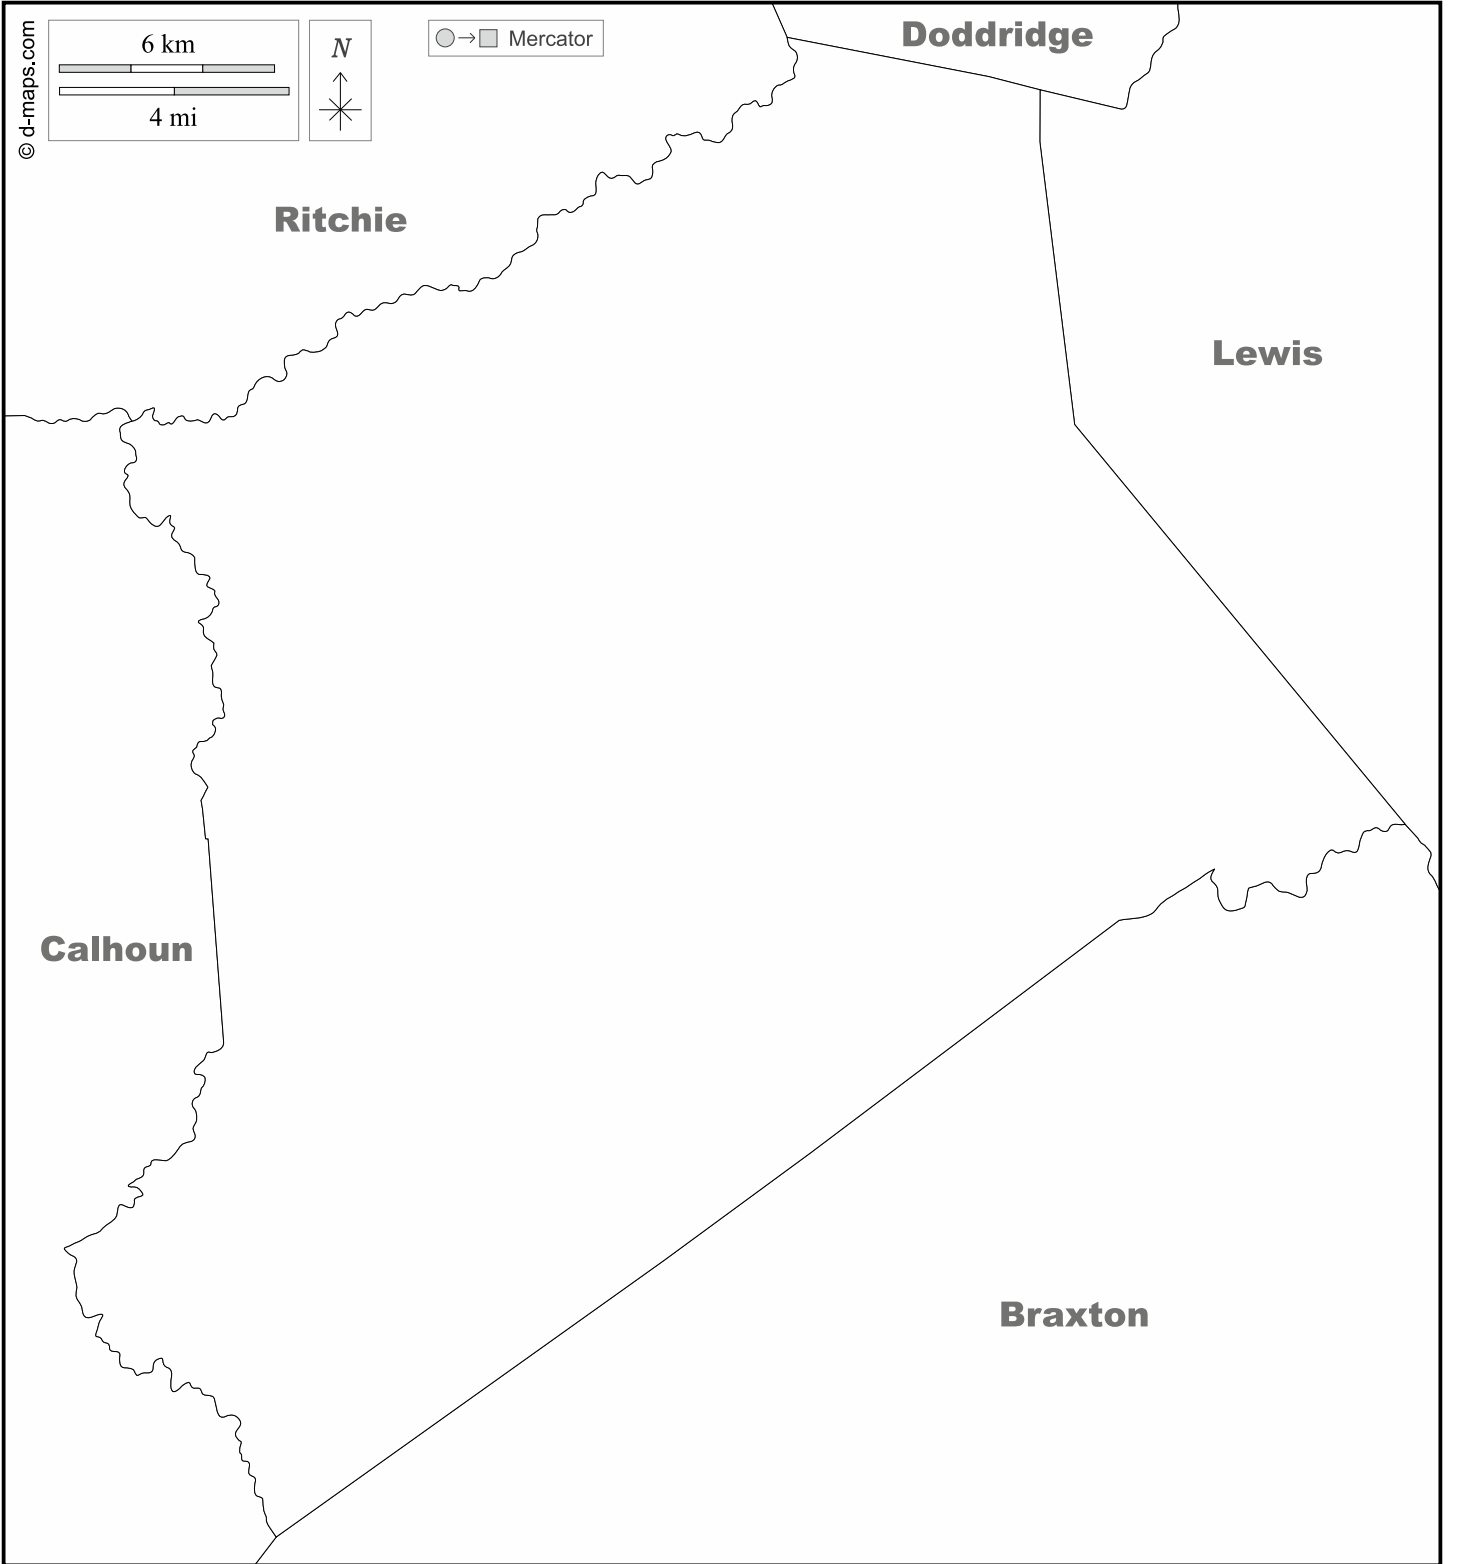 © d-maps.com
6 km
4 mi
N
Mercator
Doddridge
Ritchie
Lewis
Calhoun
Braxton